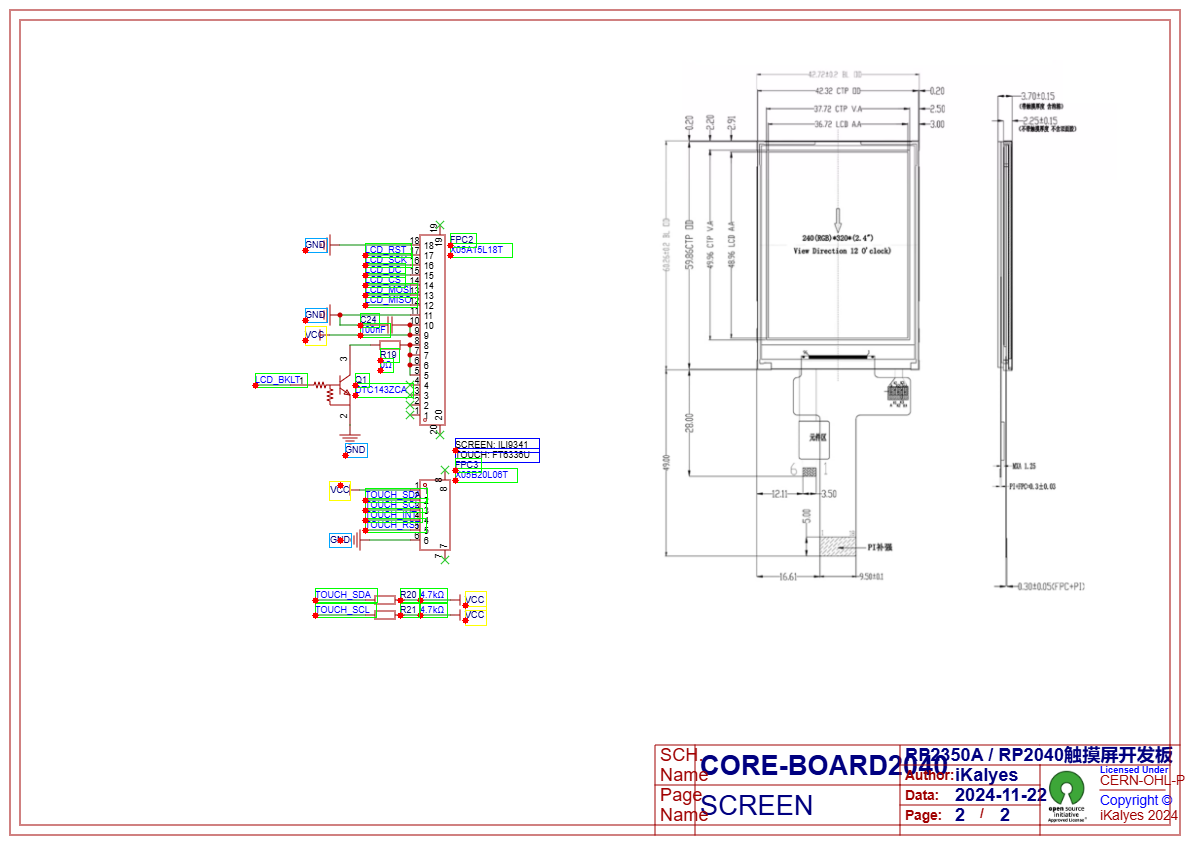 GND
LCD_RST
LCD_SCK
LCD_DC
LCD_CS
LCD_MOSI
LCD_MISO
FPC2
X05A15L18T
GND
C24
100nF
VCC
R19
0Ω
LCD_BKLT
Q1
DTC143ZCA
3
1
2
GND
19
18
17
16
15
14
13
12
11
10
9
8
7
6
5
4
3
2
1
20
SCREEN: ILI9341
TOUCH: FT6336U
FPC3
X05B20L06T
VCC
TOUCH_SDA
TOUCH_SCL
TOUCH_INT
TOUCH_RST
GND
8
7
6
TOUCH_SDA
R20
4.7kΩ
VCC
TOUCH_SCL
R21
4.7kΩ
VCC
42.72±0.2 BL OD
42.32 CTP OD
0.20
37.72 CTP V.A
2.50
36.72 LCD AA
3.00
0.20
2.20
2.91
59.86CTP OD
49.96 CTP V.A
48.96 LCD AA
240(RGB)*320*(2.4")
View Direction 12 O'clock)
3.70±0.15
2.25±0.15
28.00
49.00
元件区
6
1
12.11
3.50
5.00
PI补强
16.61
9.50±0.1
MAX 1.25
PI+FPC=0.3±0.03
0.30±0.05(FPC+PI)
SCH
Name
CORE-BOARD2040
Page
Name
SCREEN
RP2350A / RP2040触摸屏开发板
Author: iKalyes
Data: 2024-11-22
Page: 2 / 2
open source
initiative
Approved License
Licensed Under
CERN-OHL-P
Copyright ©
iKalyes 2024